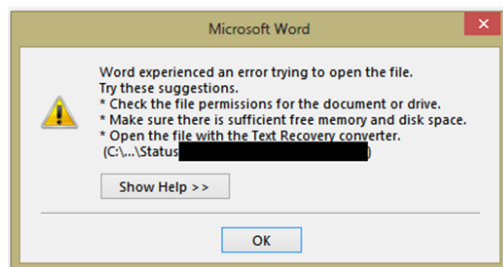 Microsoft Word
Word experienced an error trying to open the file.
Try these suggestions.
* Check the file permissions for the document or drive.
* Make sure there is sufficient free memory and disk space.
* Open the file with the Text Recovery converter.
(C:\...\Status )
Show Help >>
OK